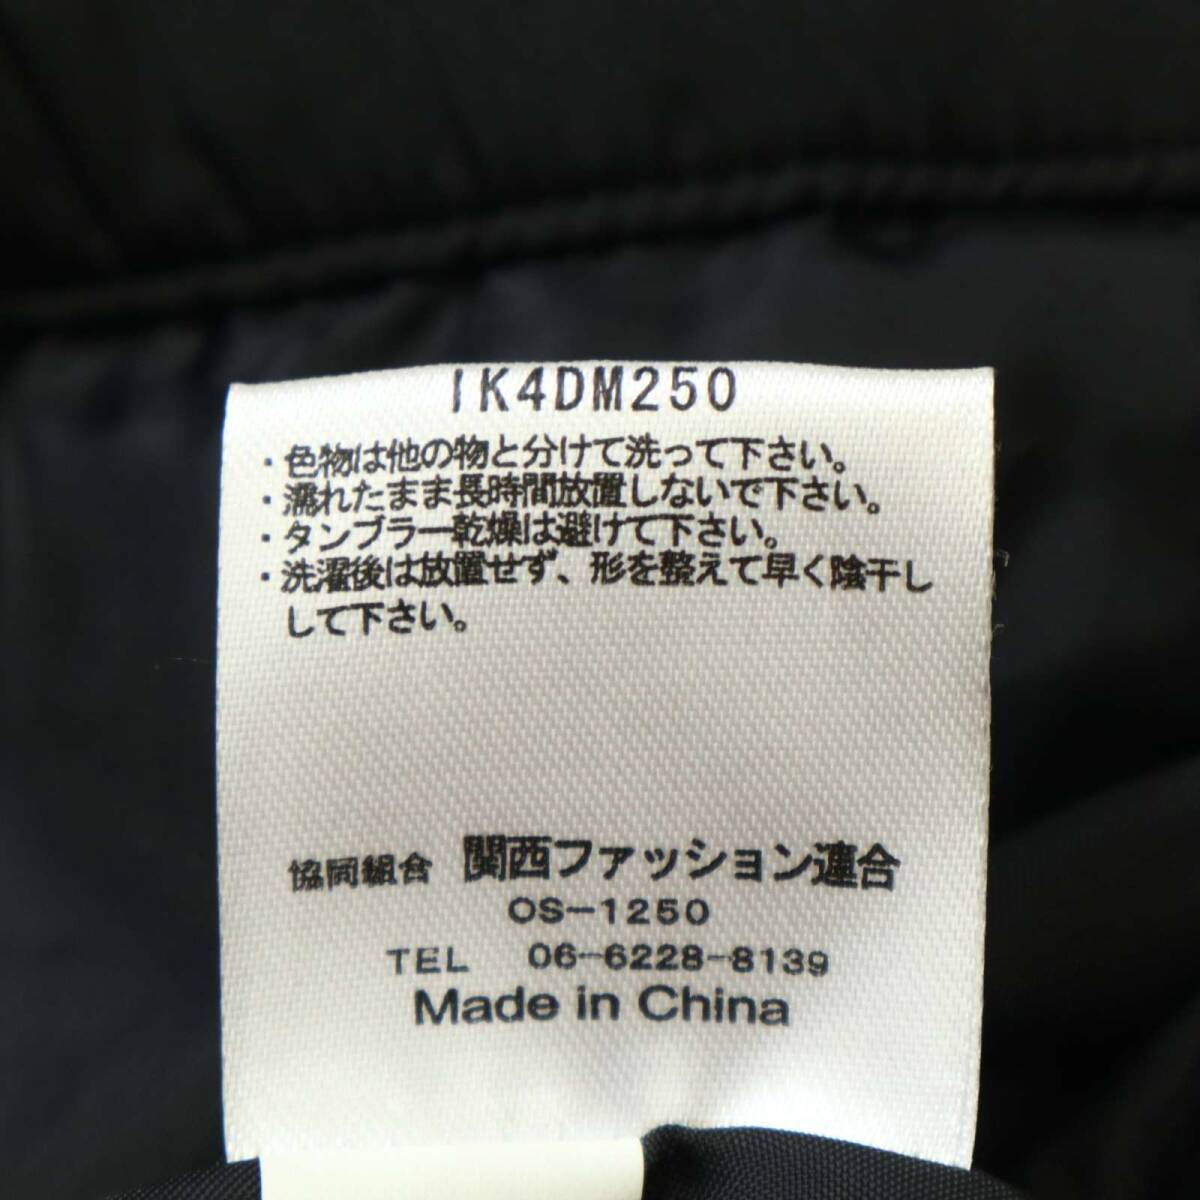 IK4DM250
・色物は他の物と分けて洗って下さい。
・濡れたまま長時間放置しないで下さい。
・タンブラー乾燥は避けて下さい。
・洗濯後は放置せず、形を整えて早く陰干し
して下さい。
協同組合 関西ファッション連合
OS-1250
TEL 06-6228-8139
Made in China